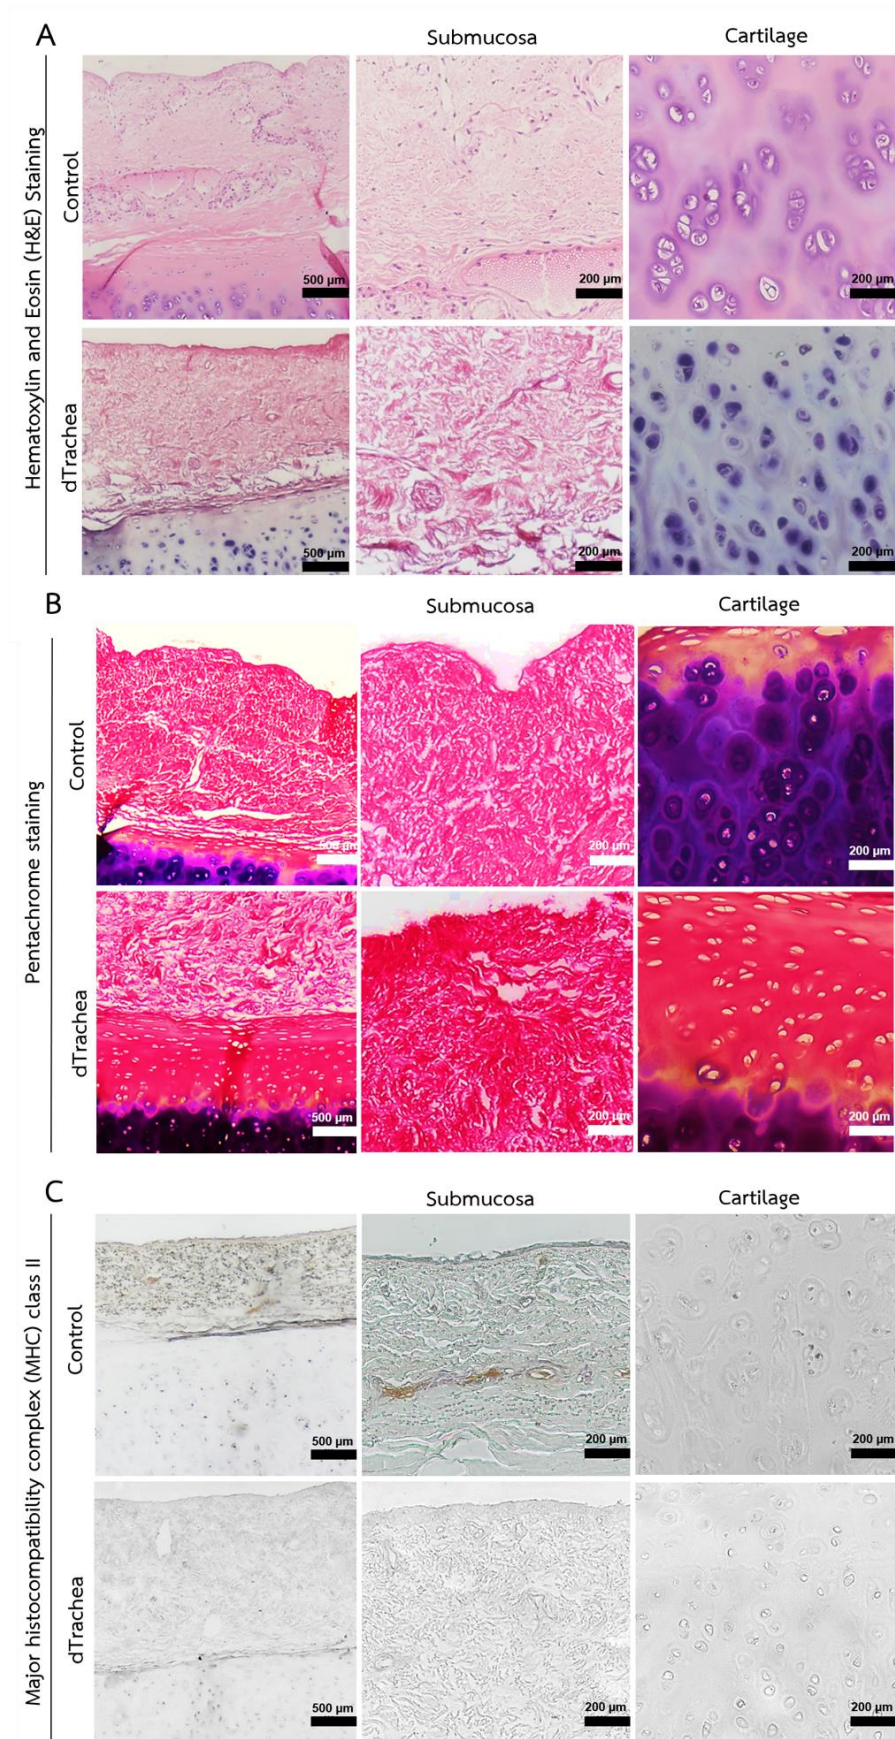 A
Submucosa
Cartilage
Hematoxylin and Eosin (H&E) Staining
Control
500 µm
200 µm
200 µm
dTrachea
500 µm
200 µm
200 µm
B
Submucosa
Cartilage
Pentachrome staining
Control
500 µm
200 µm
200 µm
dTrachea
500 µm
200 µm
200 µm
C
Submucosa
Cartilage
Major histocompatibility complex (MHC) class II
Control
500 µm
200 µm
200 µm
dTrachea
500 µm
200 µm
200 µm